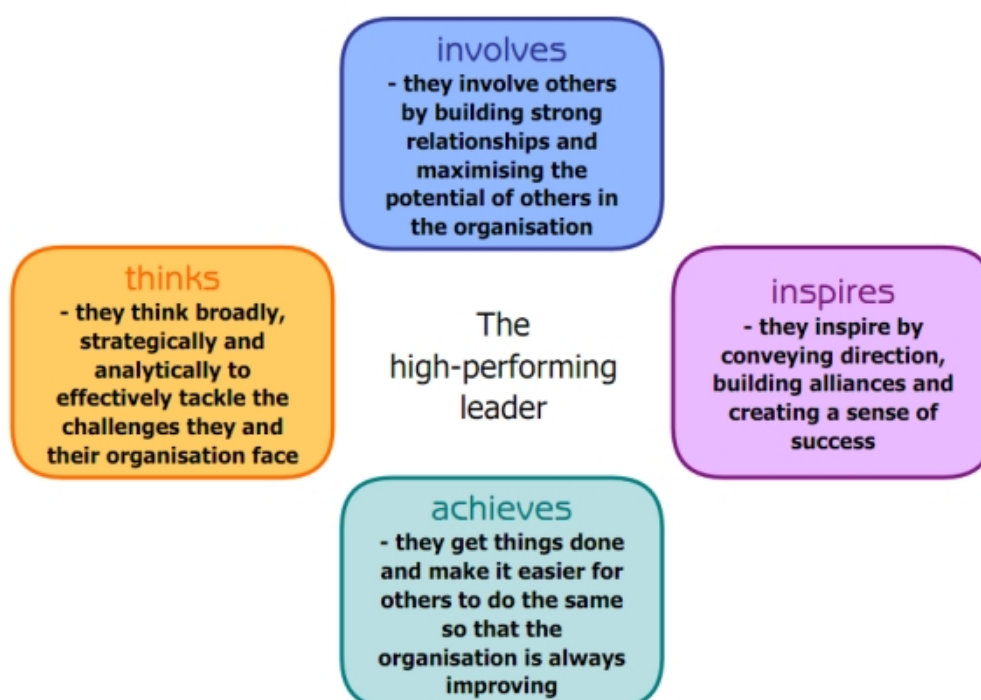 involves
- they involve others
by building strong
relationships and
maximising the
potential of others in
the organisation
thinks
- they think broadly,
strategically and
analytically to
effectively tackle the
challenges they and
their organisation face
The
high-performing
leader
inspires
- they inspire by
conveying direction,
building alliances and
creating a sense of
success
achieves
- they get things done
and make it easier for
others to do the same
so that the
organisation is always
improving